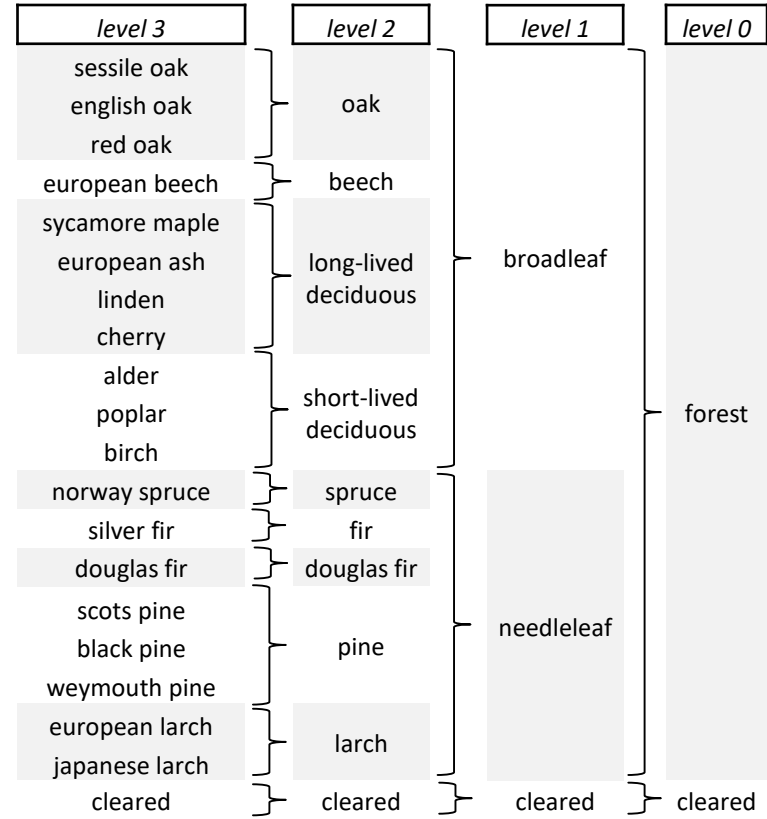 level 3 level 2 level 1 level 0
sessile oak
english oak
red oak
oak
european beech
beech
sycamore maple
european ash
linden
cherry
long-lived
deciduous
alder
poplar
birch
short-lived
deciduous
broadleaf
norway spruce
spruce
silver fir
fir
douglas fir
douglas fir
scots pine
black pine
weymouth pine
pine
european larch
japanese larch
larch
needleleaf
forest
cleared cleared cleared cleared